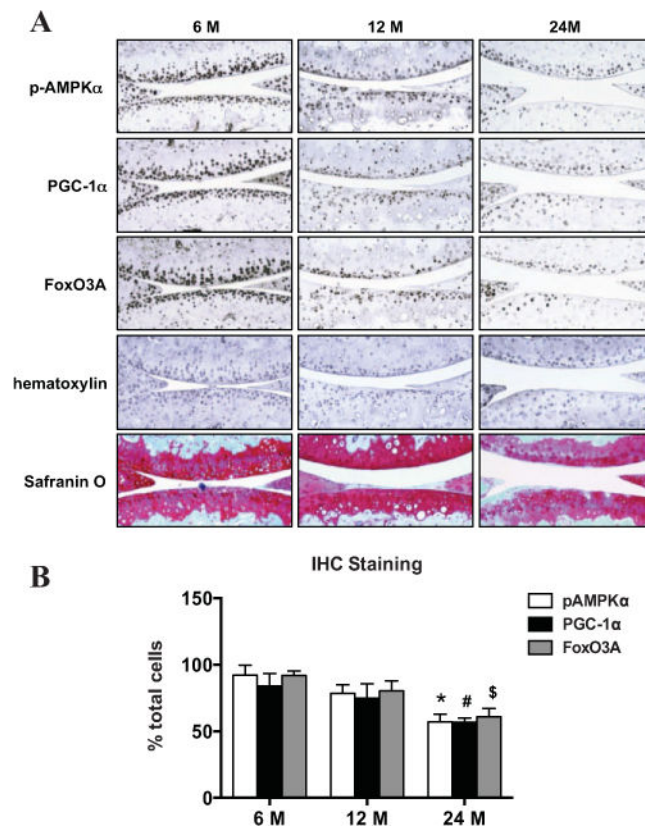 A
6 M 12 M 24M
p-AMPKα
PGC-1α
FoxO3A
hematoxylin
Safranin O
B
IHC Staining
pAMPKα
PGC-1α
FoxO3A
% total cells
150
100
50
0
* # $
6 M 12 M 24 M